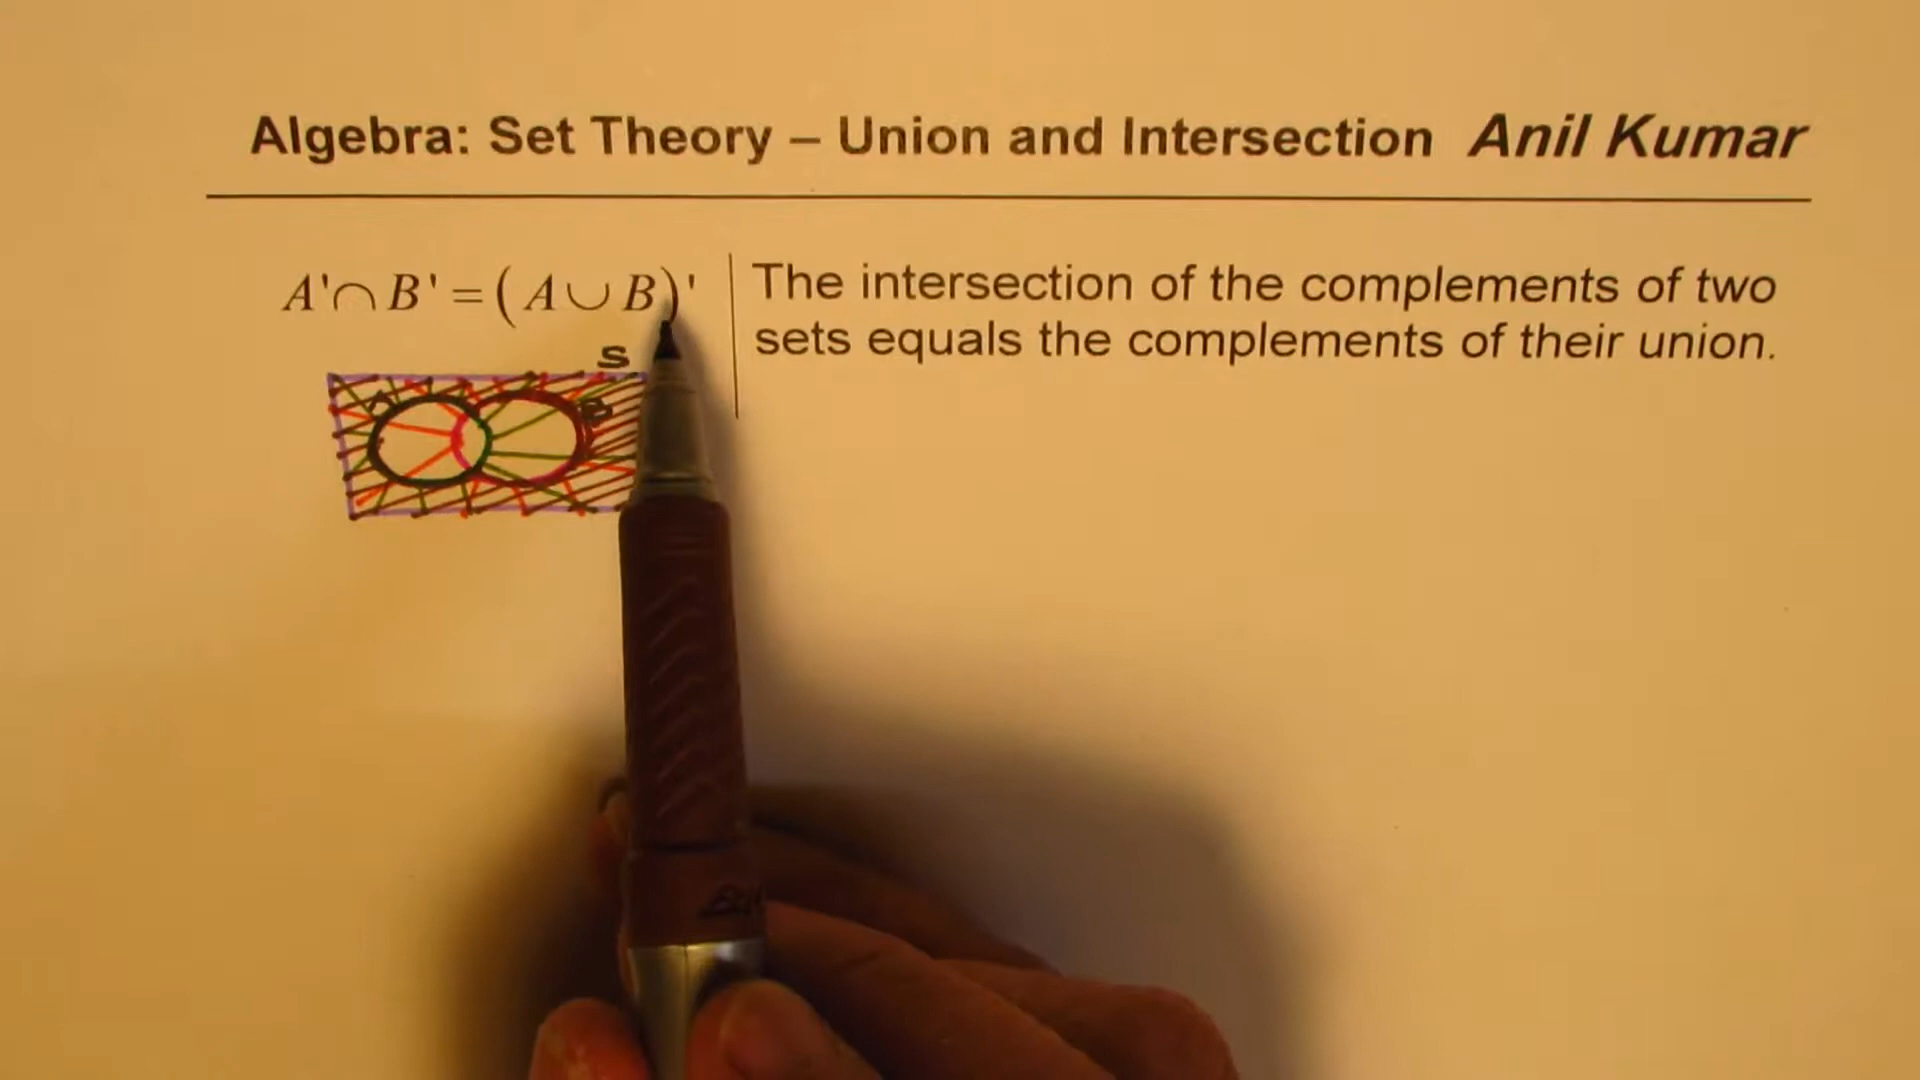 Algebra: Set Theory – Union and Intersection Anil Kumar
A'∩B'=(A∪B)'
The intersection of the complements of two
sets equals the complements of their union.
S
A B